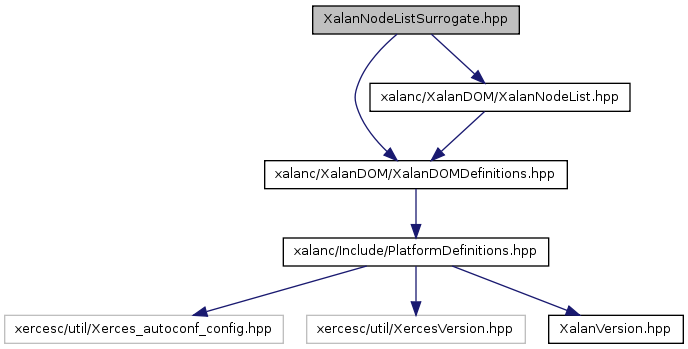 XalanNodeListSurrogate.hpp
xalanc/XalanDOM/XalanNodeList.hpp
xalanc/XalanDOM/XalanDOMDefinitions.hpp
xalanc/Include/PlatformDefinitions.hpp
xercesc/util/Xerces_autoconf_config.hpp
xercesc/util/XercesVersion.hpp
XalanVersion.hpp